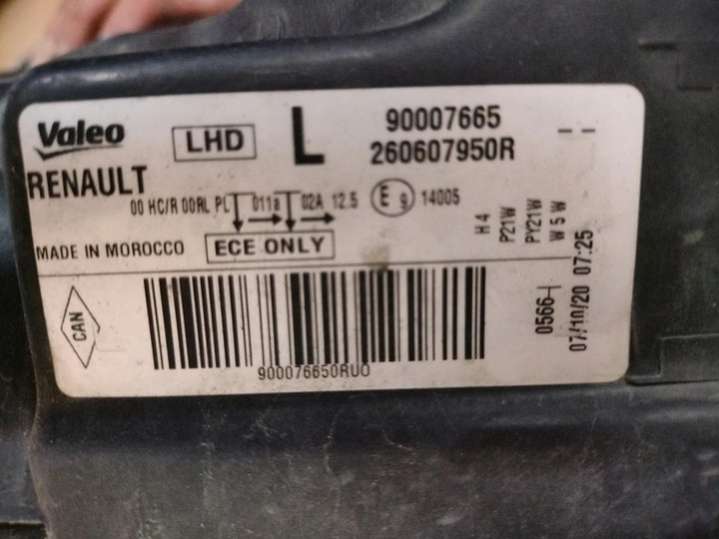 Valeo
LHD
L
90007665
260607950R
--
RENAULT
00 HC/R 00RL PL 011a 02A 12.5
E 9
14005
MADE IN MOROCCO
ECE ONLY
H4
P21W
PY21W
W5W
CAN
900076650RUO
0566-I
07/10/20 07:25